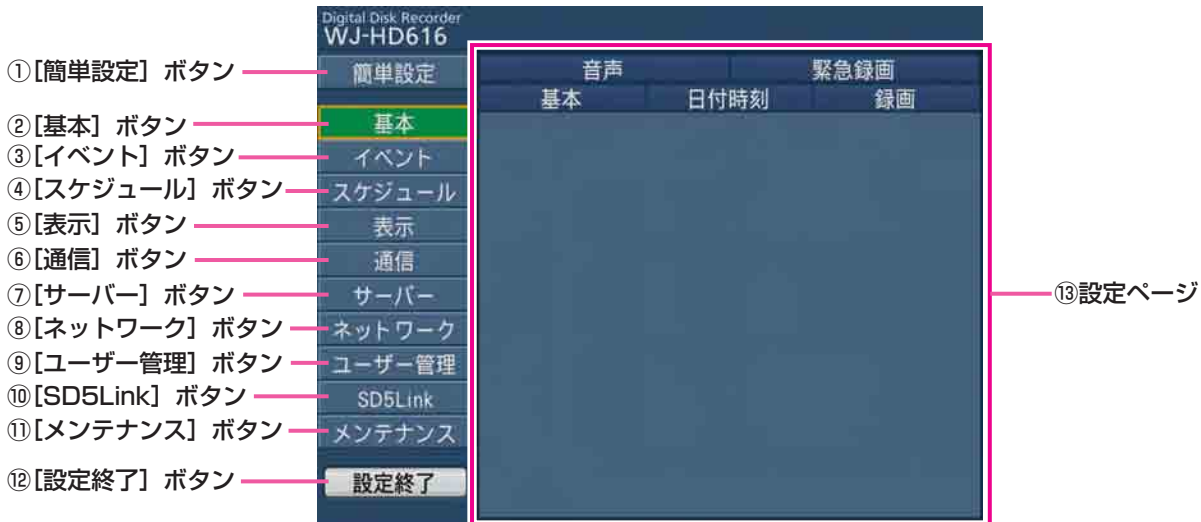 Digital Disk Recorder
WJ-HD616
①[簡単設定] ボタン
簡単設定
音声
緊急録画
基本
日付時刻
録画
②[基本] ボタン
基本
③[イベント] ボタン
イベント
④[スケジュール] ボタン
スケジュール
⑤[表示] ボタン
表示
⑥[通信] ボタン
通信
⑦[サーバー] ボタン
サーバー
⑬設定ページ
⑧[ネットワーク] ボタン
ネットワーク
⑨[ユーザー管理] ボタン
ユーザー管理
⑩[SD5Link] ボタン
SD5Link
⑪[メンテナンス] ボタン
メンテナンス
⑫[設定終了] ボタン
設定終了